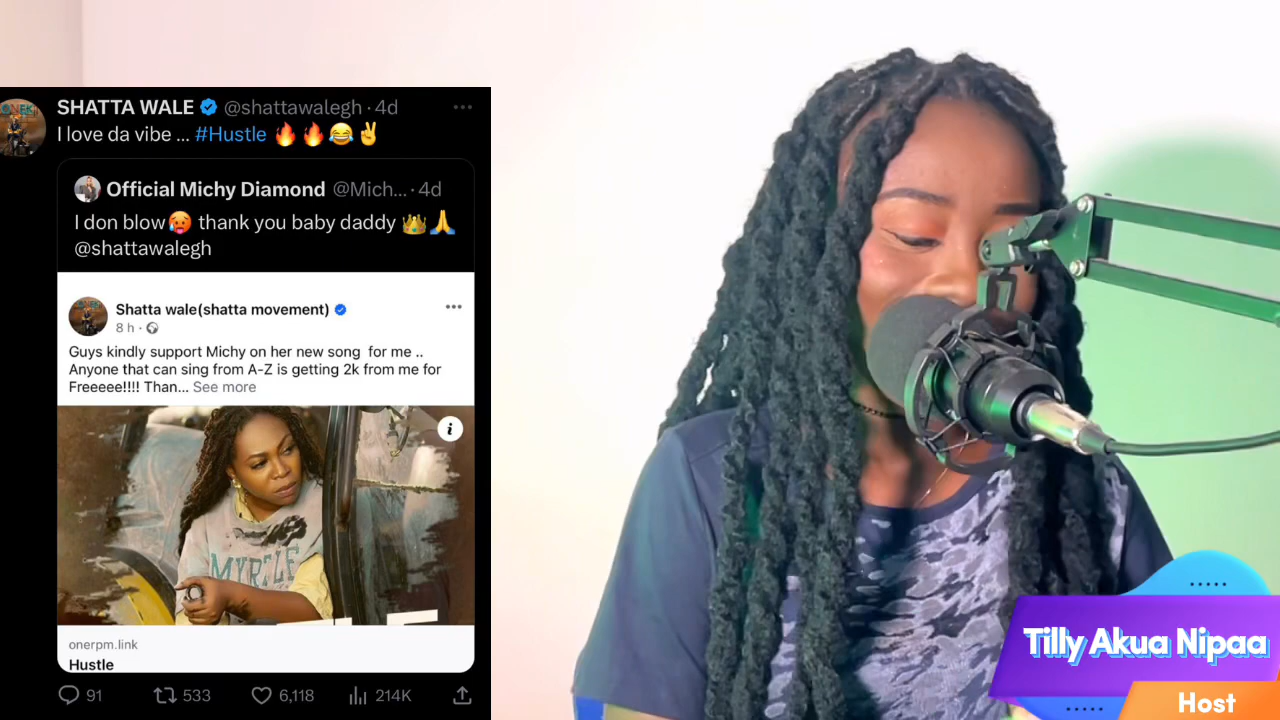 SHATTA WALE @shattawalegh · 4d
I love da vibe ... #Hustle 🔥🔥😂✌️
Official Michy Diamond @Mich... · 4d
I don blow🥵 thank you baby daddy 👑🙏
@shattawalegh
Shatta wale(shatta movement)
8 h ·
Guys kindly support Michy on her new song for me ..
Anyone that can sing from A-Z is getting 2k from me for
Freeeee!!!! Than... See more
onerpm.link
Hustle
91 533 6,118 214K
Tilly Akua Nipaa
Host